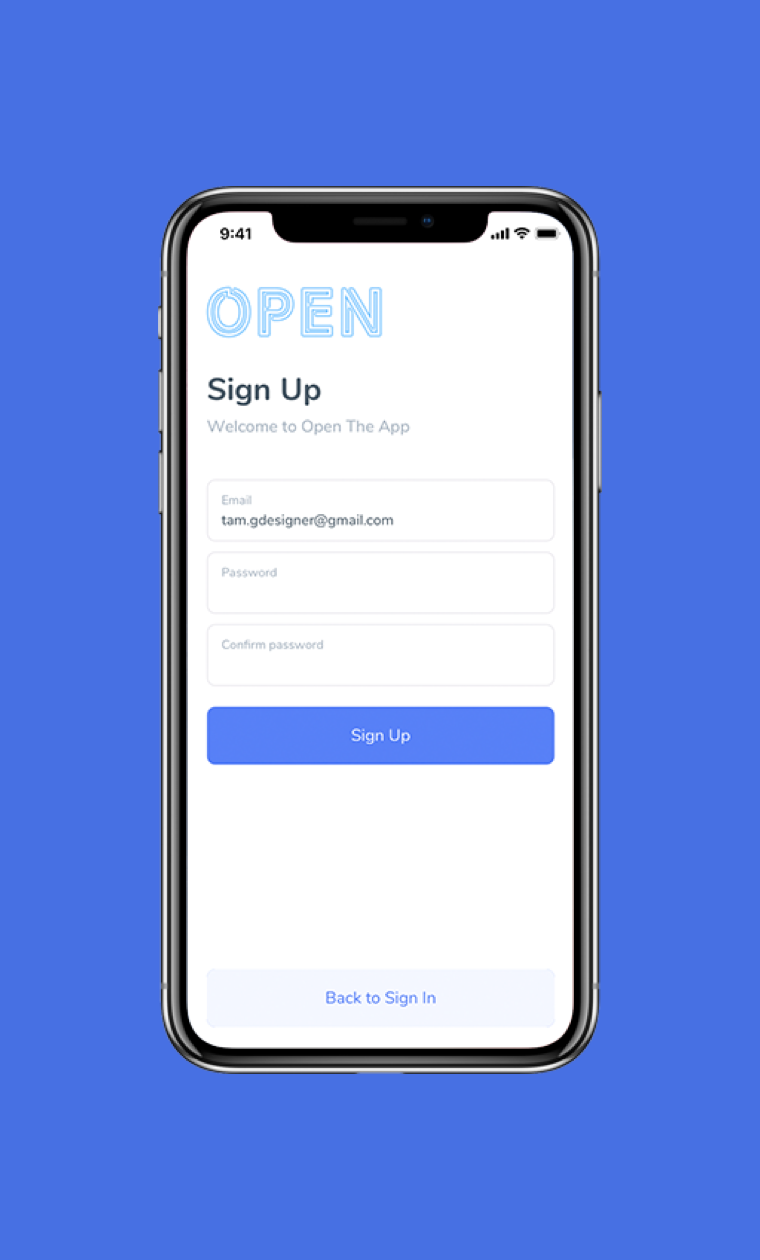 9:41
OPEN
Sign Up
Welcome to Open The App
Email
tam.gdesigner@gmail.com
Password
Confirm password
Sign Up
Back to Sign In